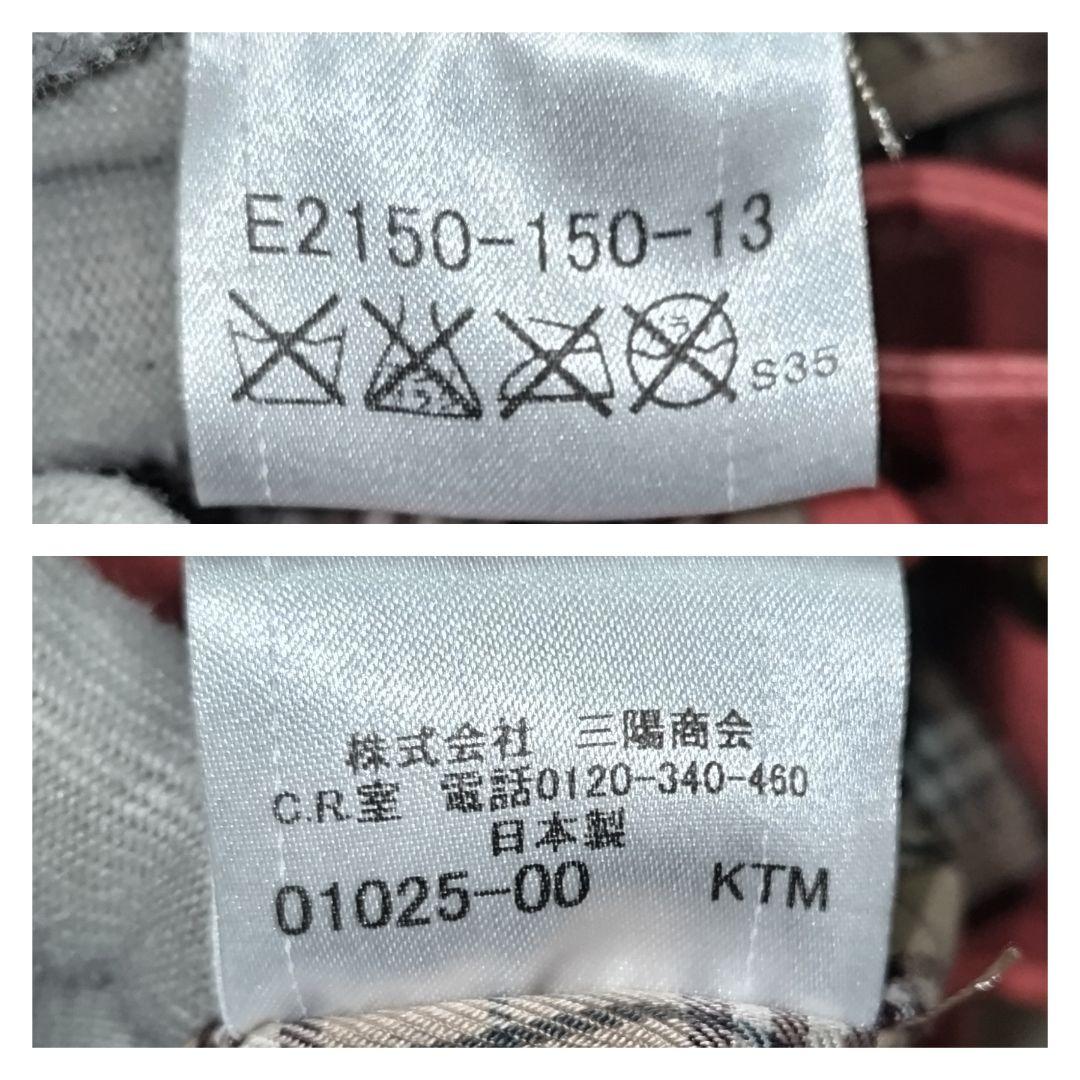 E2150-150-13
S35
株式会社 三陽商会
C.R.室 電話0120-340-460
日本製
01025-00 KTM